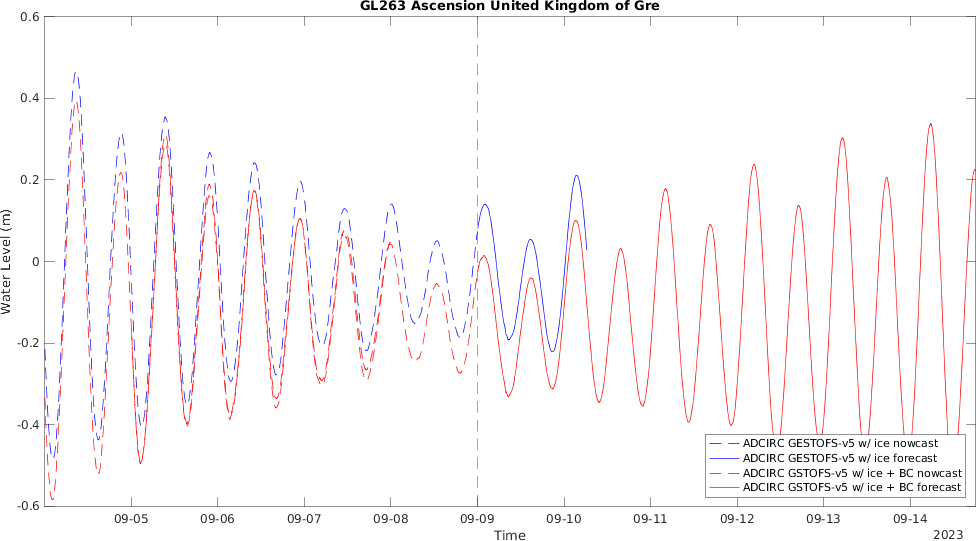 GL263 Ascension United Kingdom of Gre
0.6
0.4
0.2
0
-0.2
-0.4
-0.6
Water Level (m)
09-05 09-06 09-07 09-08 09-09 09-10 09-11 09-12 09-13 09-14
Time
2023
ADCIRC GESTOFS-v5 w/ ice nowcast
ADCIRC GESTOFS-v5 w/ ice forecast
ADCIRC GSTOFS-v5 w/ ice + BC nowcast
ADCIRC GSTOFS-v5 w/ ice + BC forecast